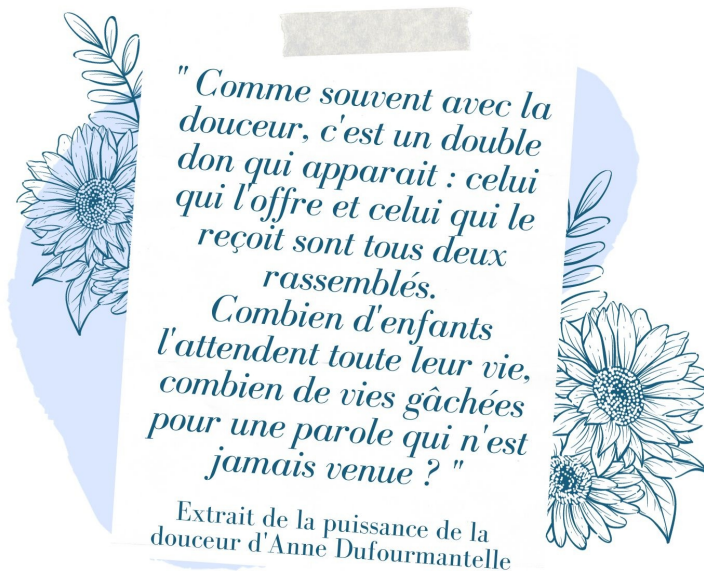 " Comme souvent avec la
douceur, c'est un double
don qui apparait : celui
qui l'offre et celui qui le
reçoit sont tous deux
rassemblés.
Combien d'enfants
l'attendent toute leur vie,
combien de vies gâchées
pour une parole qui n'est
jamais venue ? "
Extrait de la puissance de la
douceur d'Anne Dufourmantelle